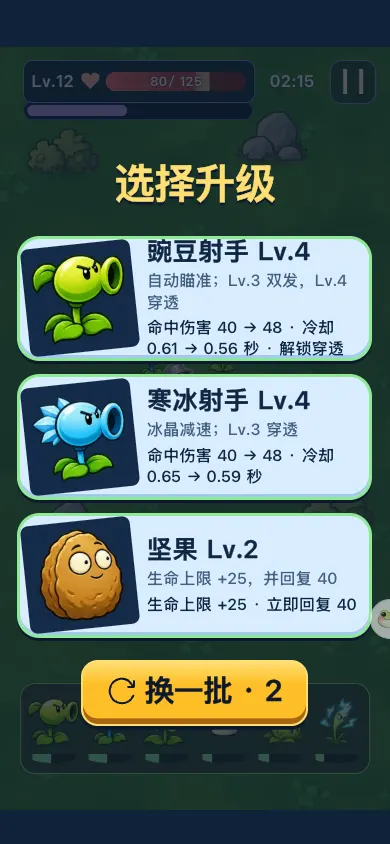 Lv.12 80/ 125 02:15
选择升级
豌豆射手 Lv.4
自动瞄准；Lv.3 双发，Lv.4
穿透
命中伤害 40 → 48 · 冷却
0.61 → 0.56 秒 · 解锁穿透
寒冰射手 Lv.4
冰晶减速；Lv.3 穿透
命中伤害 40 → 48 · 冷却
0.65 → 0.59 秒
坚果 Lv.2
生命上限 +25，并回复 40
生命上限 +25 · 立即回复 40
换一批 · 2